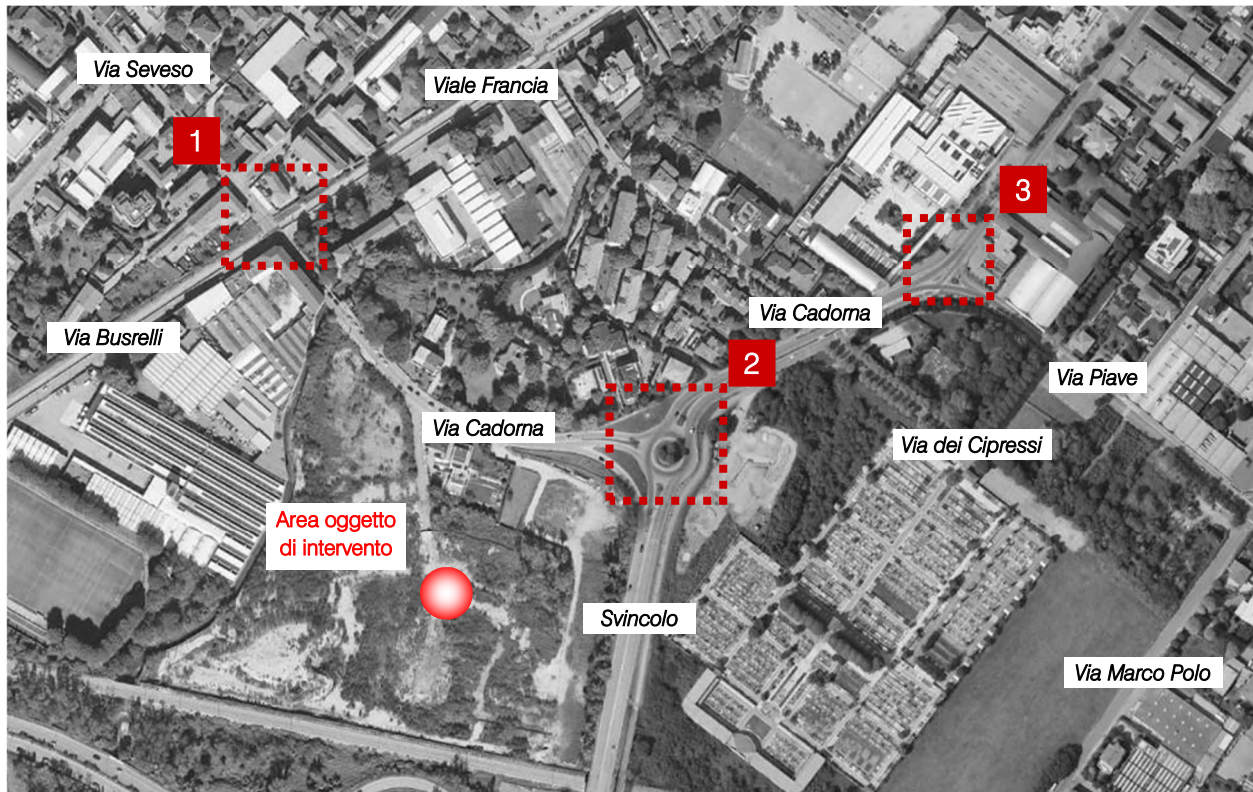 Via Seveso
Viale Francia
1
3
Via Cadorna
Via Busrelli
2
Via Piave
Via Cadorna
Via dei Cipressi
Area oggetto
di intervento
Svincolo
Via Marco Polo